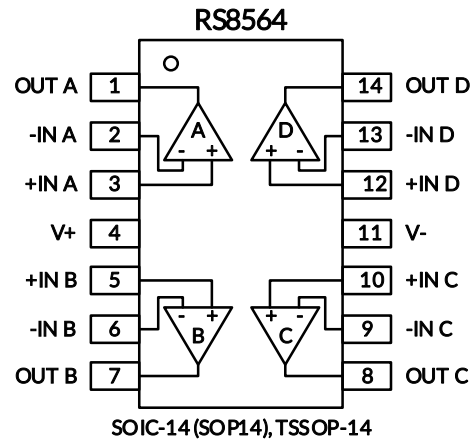 RS8564
OUT A 1 14 OUT D
-IN A 2 A D 13 -IN D
- + + -
+IN A 3 12 +IN D
V+ 4 11 V-
+IN B 5 10 +IN C
- + + -
-IN B 6 B C 9 -IN C
OUT B 7 8 OUT C
SOIC-14 (SOP14), TSSOP-14